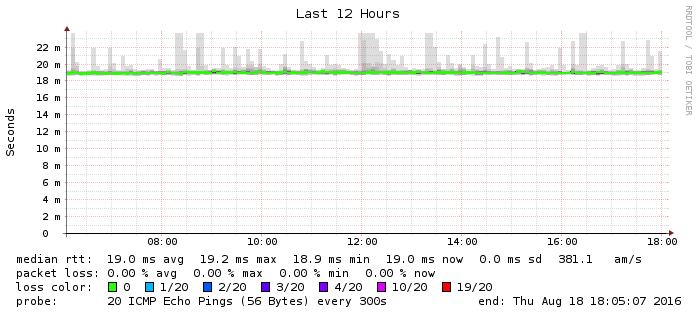 Last 12 Hours
RRDTOOL / TOBI OETIKER
Seconds
22 m
20 m
18 m
16 m
14 m
12 m
10 m
8 m
6 m
4 m
2 m
0
08:00 10:00 12:00 14:00 16:00 18:00
median rtt: 19.0 ms avg 19.2 ms max 18.9 ms min 19.0 ms now 0.0 ms sd 381.1 am/s
packet loss: 0.00 % avg 0.00 % max 0.00 % min 0.00 % now
loss color: 0 1/20 2/20 3/20 4/20 10/20 19/20
probe: 20 ICMP Echo Pings (56 Bytes) every 300s end: Thu Aug 18 18:05:07 2016